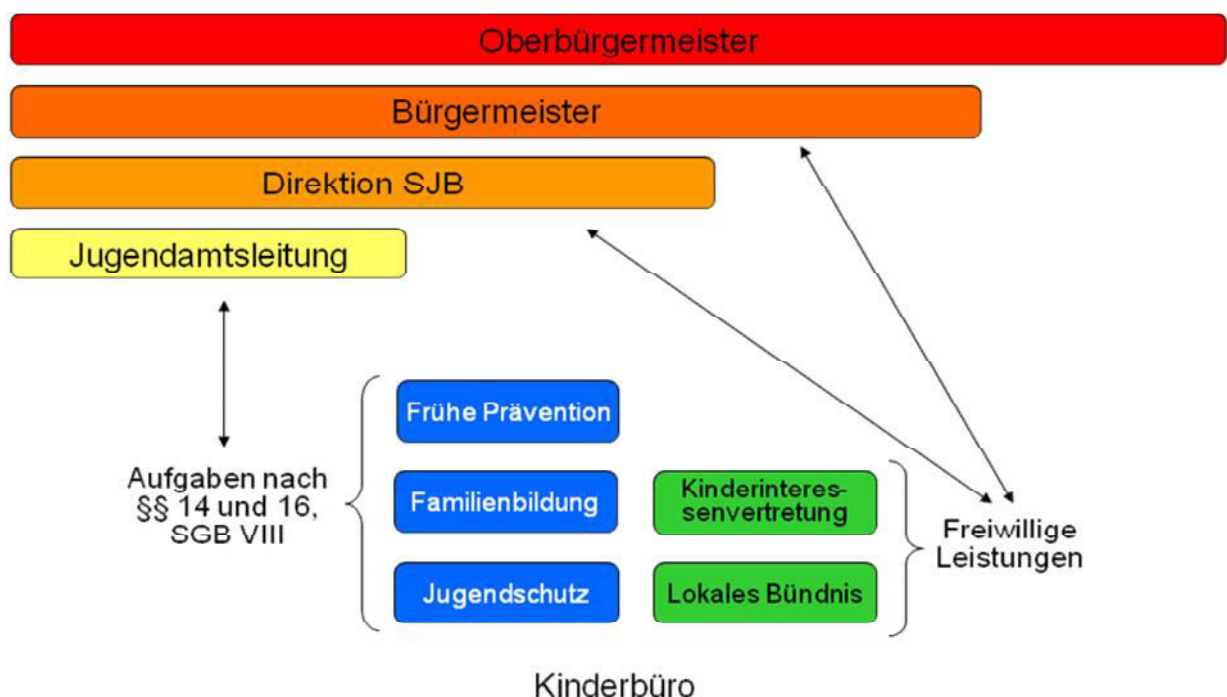 Oberbürgermeister
Bürgermeister
Direktion SJB
Jugendamtsleitung
Aufgaben nach
§§ 14 und 16,
SGB VIII
Frühe Prävention
Familienbildung
Jugendschutz
Kinderinteres-
senvertretung
Lokales Bündnis
Freiwillige
Leistungen
Kinderbüro